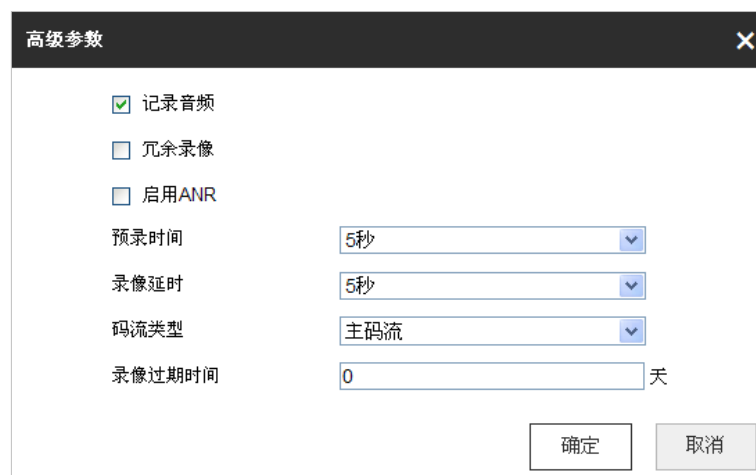 高级参数
记录音频
冗余录像
启用ANR
预录时间 5秒
录像延时 5秒
码流类型 主码流
录像过期时间 0 天
确定 取消